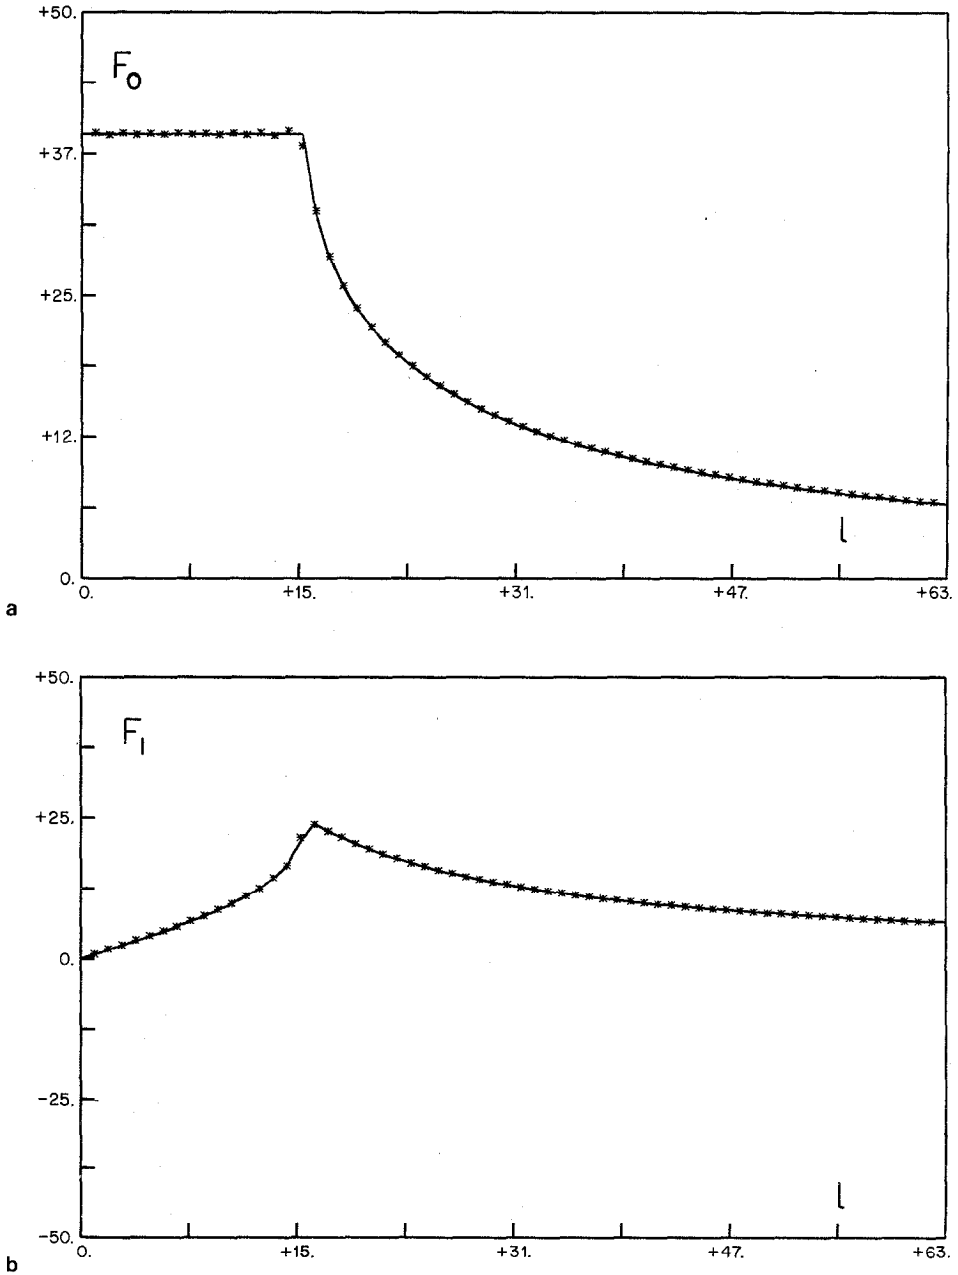 +50.
F0
+37.
+25.
+12.
l
0.
0. +15. +31. +47. +63.
a
+50.
F1
+25.
0.
-25.
l
-50.
0. +15. +31. +47. +63.
b